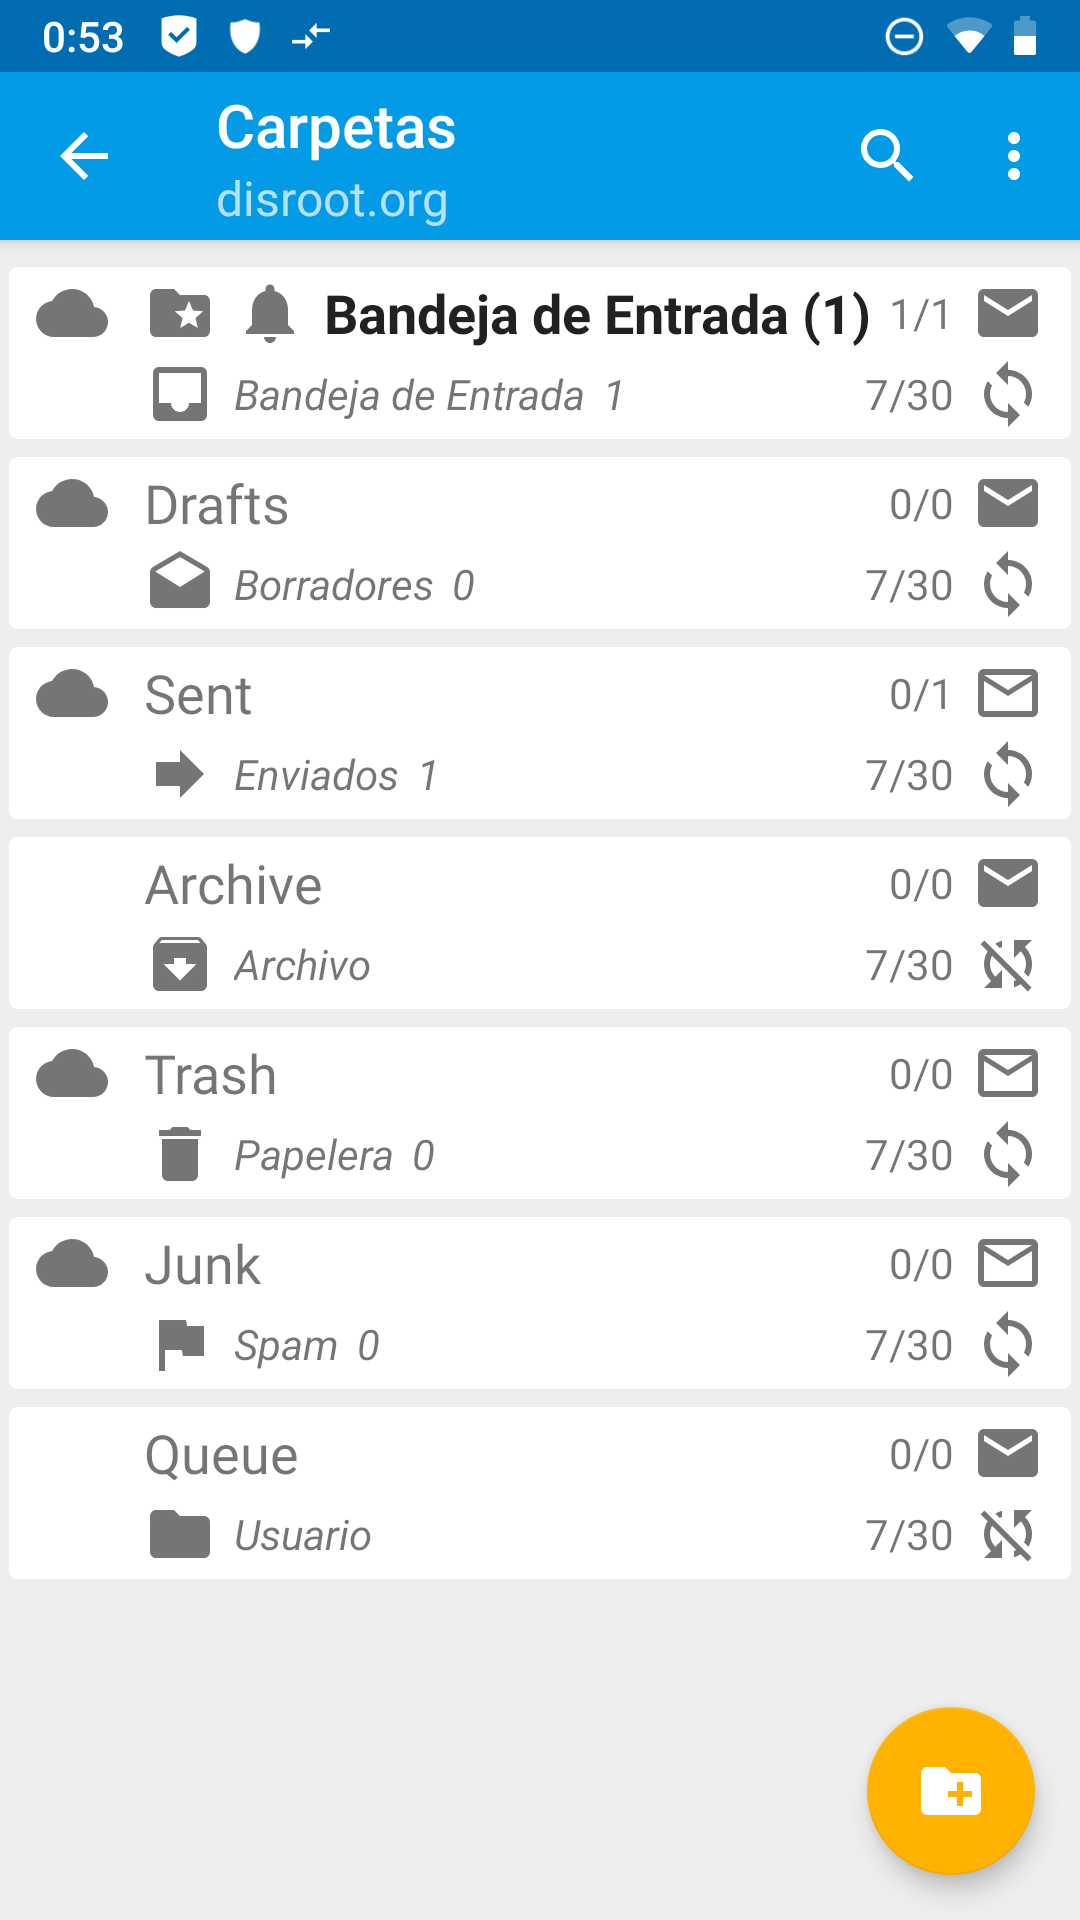 0:53
Carpetas
disroot.org
Bandeja de Entrada (1) 1/1
Bandeja de Entrada 1 7/30
Drafts 0/0
Borradores 0 7/30
Sent 0/1
Enviados 1 7/30
Archive 0/0
Archivo 7/30
Trash 0/0
Papelera 0 7/30
Junk 0/0
Spam 0 7/30
Queue 0/0
Usuario 7/30